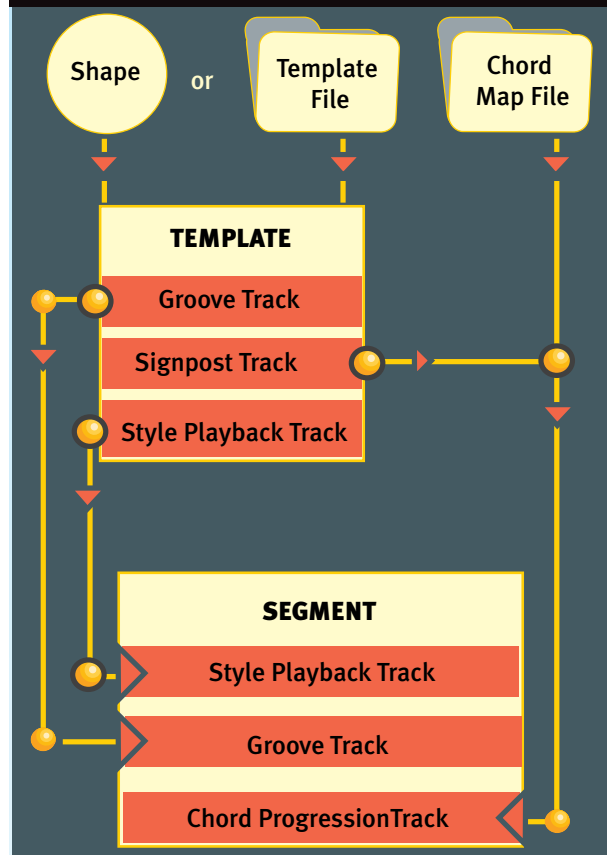 Shape
or
Template
File
Chord
Map File
TEMPLATE
Groove Track
Signpost Track
Style Playback Track
SEGMENT
Style Playback Track
Groove Track
Chord ProgressionTrack